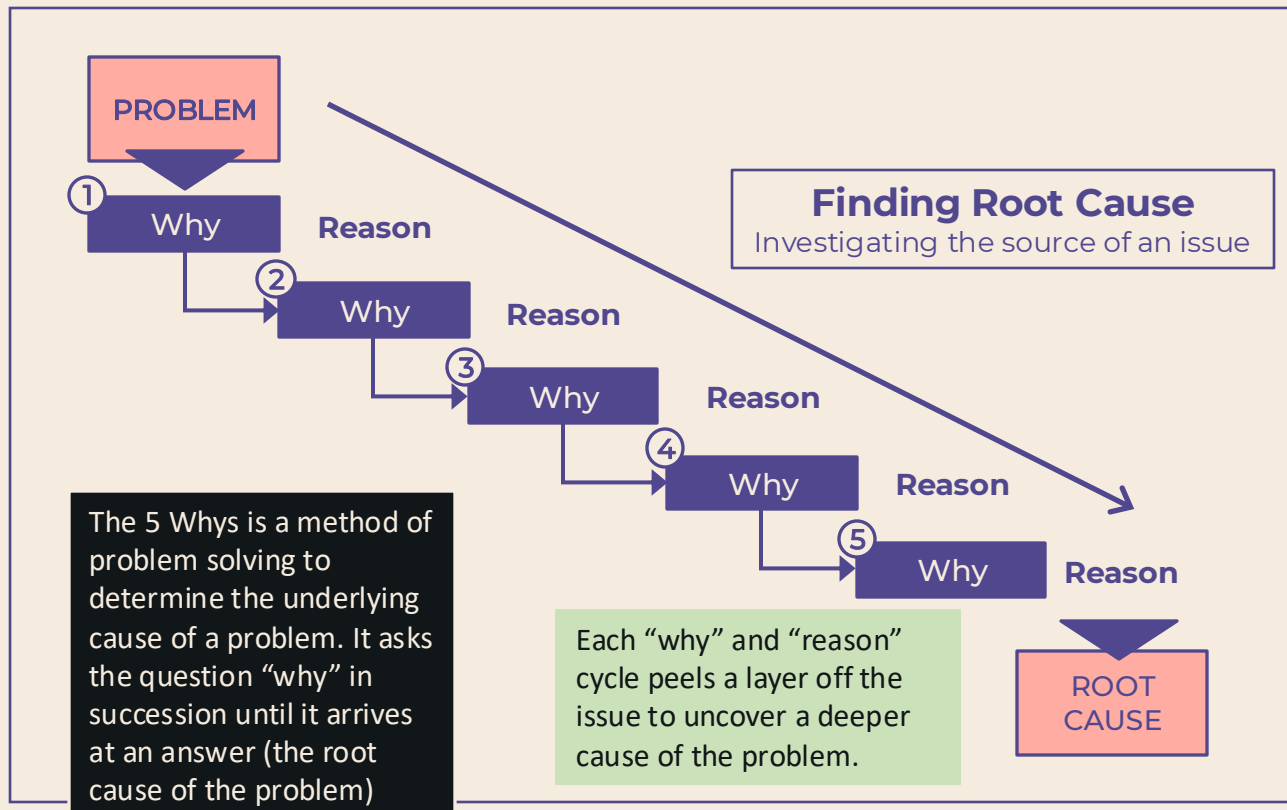 PROBLEM
Finding Root Cause
Investigating the source of an issue
1
Why
Reason
2
Why
Reason
3
Why
Reason
4
Why
Reason
5
Why
Reason
The 5 Whys is a method of
problem solving to
determine the underlying
cause of a problem. It asks
the question “why” in
succession until it arrives
at an answer (the root
cause of the problem)
Each “why” and “reason”
cycle peels a layer off the
issue to uncover a deeper
cause of the problem.
ROOT
CAUSE